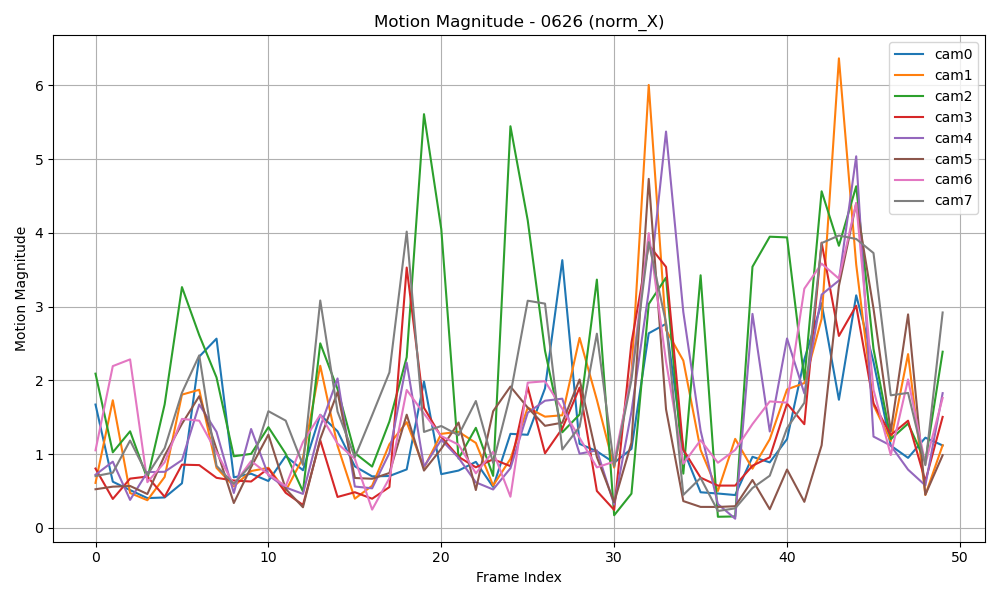 Motion Magnitude - 0626 (norm_X)
cam0
cam1
cam2
cam3
cam4
cam5
cam6
cam7
Motion Magnitude
6
5
4
3
2
1
0
0 10 20 30 40 50
Frame Index